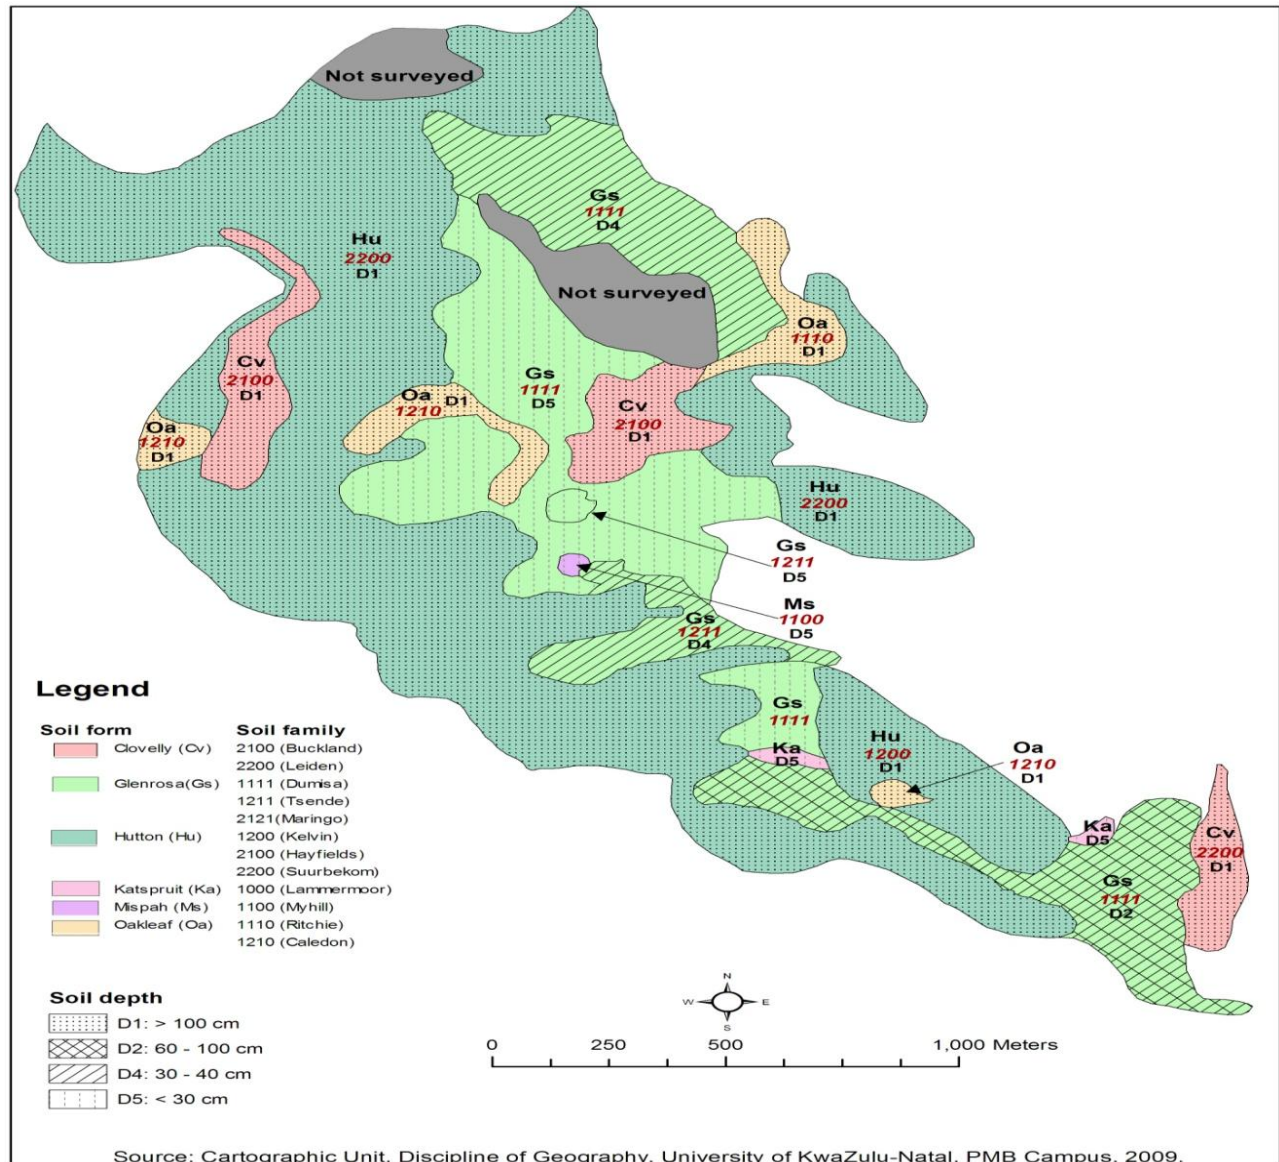 Not surveyed
Gs
1111
D4
Hu
2200
D1
Not surveyed
Oa
1110
D1
Cv
2100
D1
Gs
1111
D5
Oa D1
1210
Cv
2100
D1
Oa
1210
D1
Hu
2200
D1
Gs
1211
D5
Ms
1100
D5
Gs
1211
D4
Gs
1111
Ka
D5
Hu
1200
D1
Oa
1210
D1
Ka
D5
Cv
2200
D1
Gs
1111
D2
Legend
Soil form Soil family
Clovelly (Cv) 2100 (Buckland)
2200 (Leiden)
Glenrosa(Gs) 1111 (Dumisa)
1211 (Tsende)
2121(Maringo)
Hutton (Hu) 1200 (Kelvin)
2100 (Hayfields)
2200 (Suurbekom)
Katspruit (Ka) 1000 (Lammermoor)
Mispah (Ms) 1100 (Myhill)
Oakleaf (Oa) 1110 (Ritchie)
1210 (Caledon)
Soil depth
D1: > 100 cm
D2: 60 - 100 cm
D4: 30 - 40 cm
D5: < 30 cm
N
W E
S
0 250 500 1,000 Meters
Source: Cartographic Unit, Discipline of Geography, University of KwaZulu-Natal, PMB Campus, 2009.